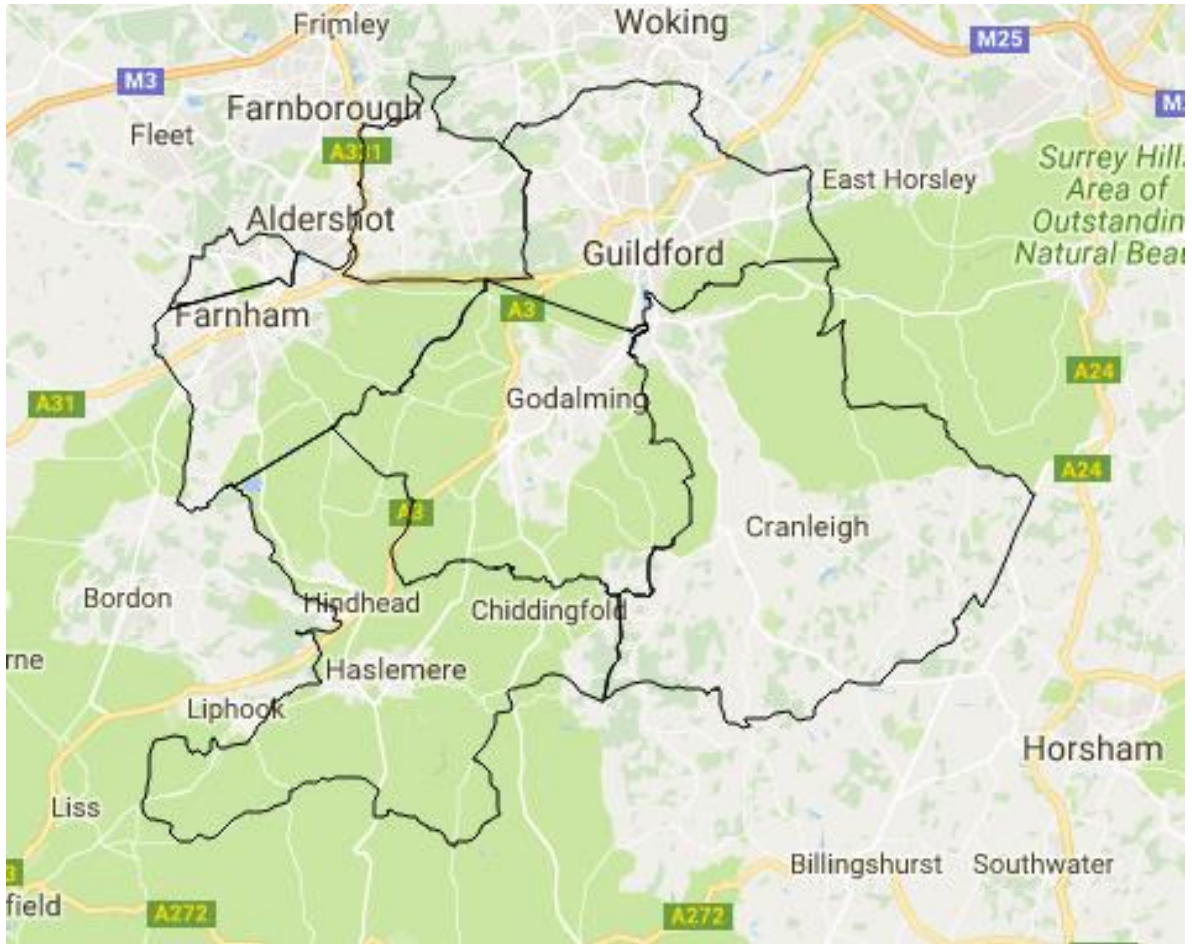 Frimley
Woking
M25
M3
Farnborough
Fleet
A331
East Horsley
Surrey Hills
Area of
Outstandin
Natural Beau
Aldershot
Guildford
Farnham
A3
A31
Godalming
A24
A24
A3
Cranleigh
Bordon
Hindhead
Chiddingfold
rne
Haslemere
Liphook
Horsham
Liss
Billingshurst
Southwater
field
A272
A272